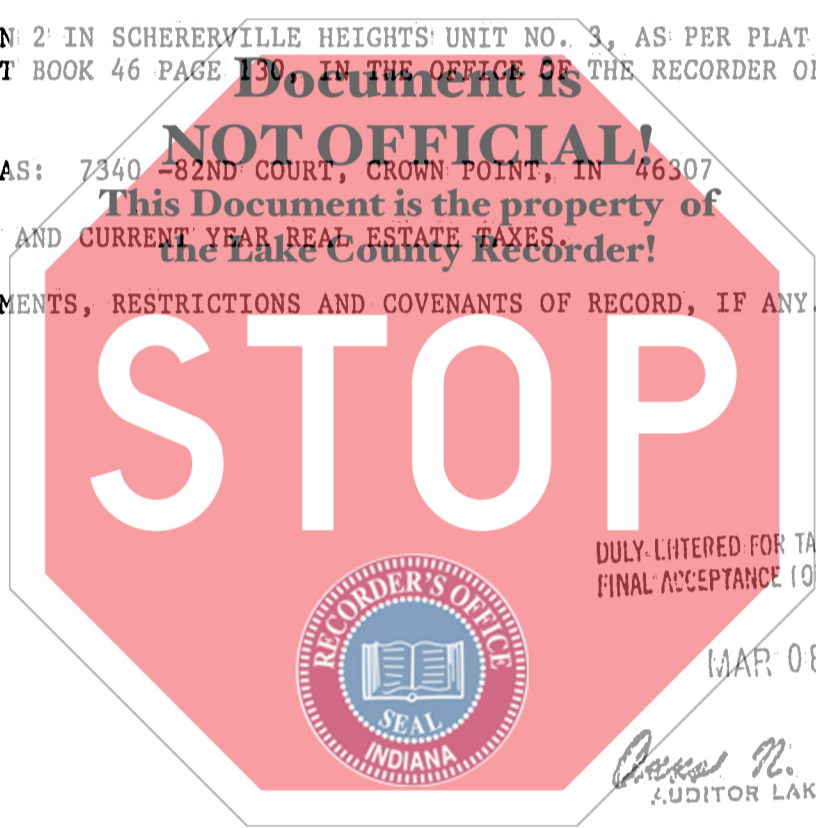 N 2 IN SCHERERVILLE HEIGHTS UNIT NO. 3, AS PER PLAT
T BOOK 46 PAGE 130, IN THE OFFICE OF THE RECORDER OF
Document is
NOT OFFICIAL!
AS: 7340 -82ND COURT, CROWN POINT, IN 46307
This Document is the property of
AND CURRENT YEAR REAL ESTATE TAXES.
the Lake County Recorder!
MENTS, RESTRICTIONS AND COVENANTS OF RECORD, IF ANY.
STOP
DULY ENTERED FOR TA
FINAL ACCEPTANCE FO
RECORDER'S OFFICE
SEAL
INDIANA
MAR 08
N.
AUDITOR LAK